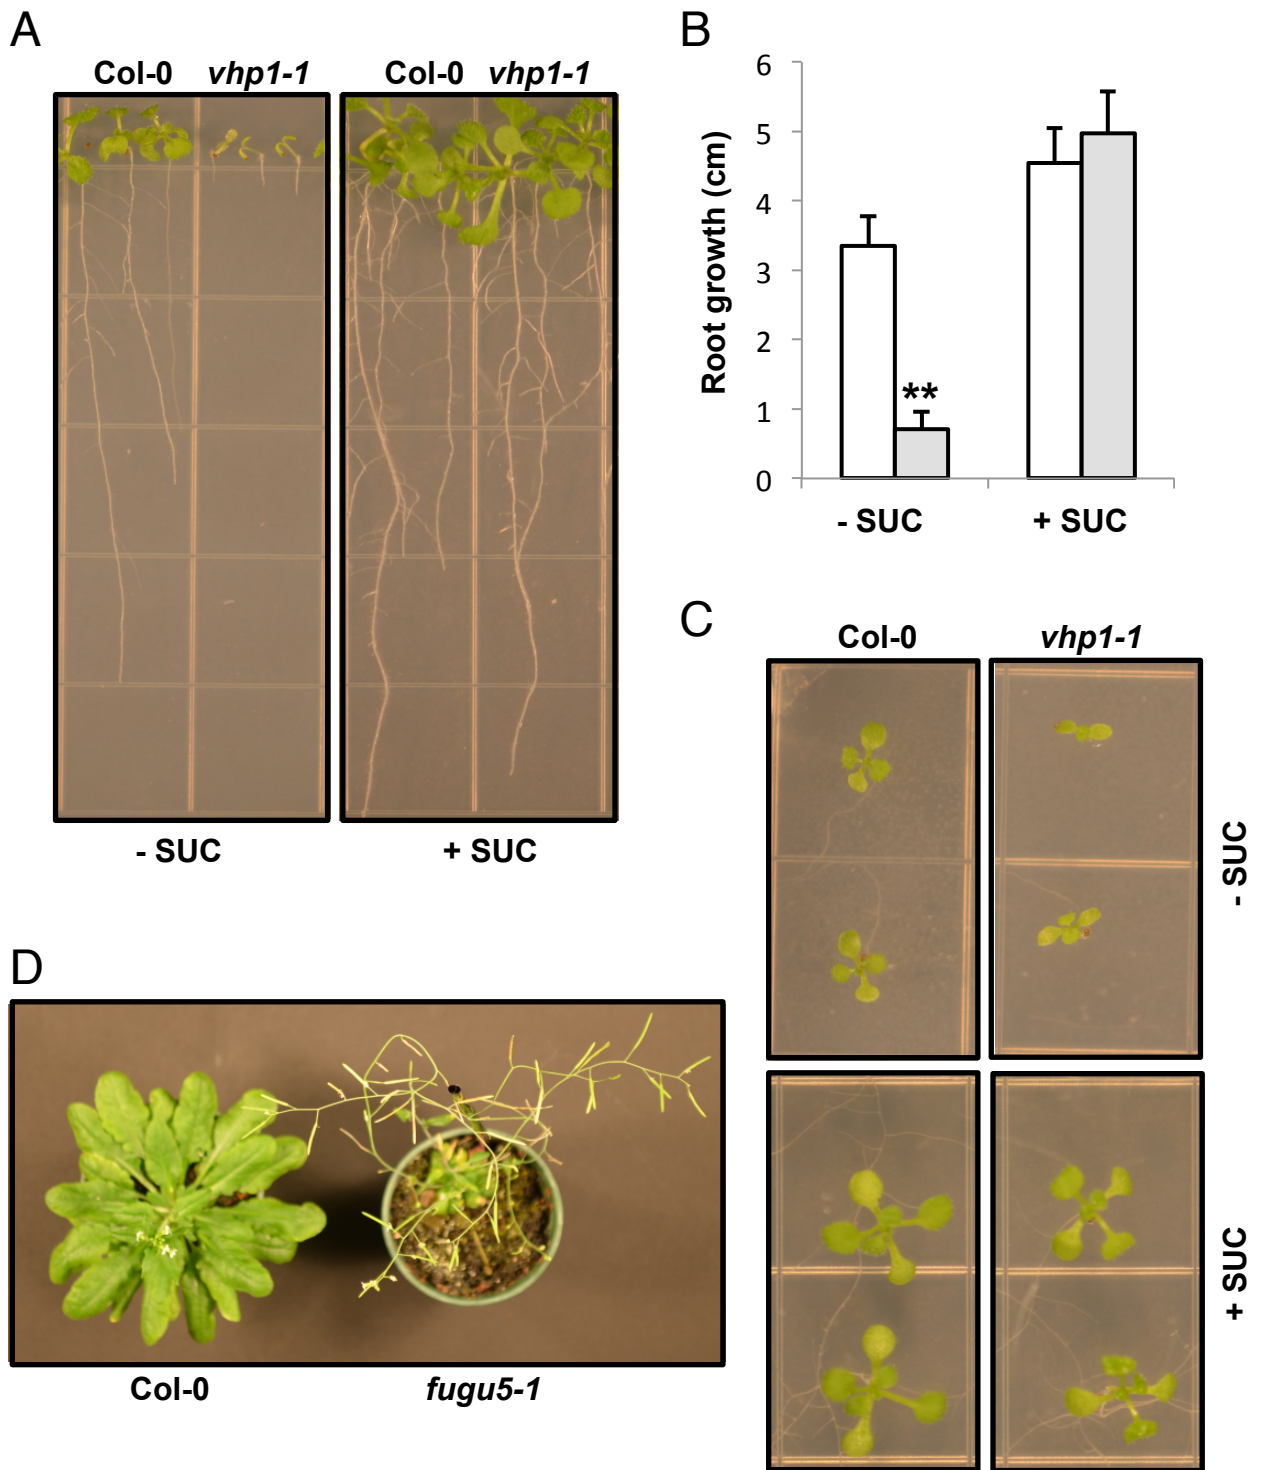 A
Col-0 vhp1-1
Col-0 vhp1-1
- SUC
+ SUC
B
Root growth (cm)
6
5
4
3
2
1
0
**
- SUC
+ SUC
C
Col-0
vhp1-1
- SUC
+ SUC
D
Col-0
fugu5-1